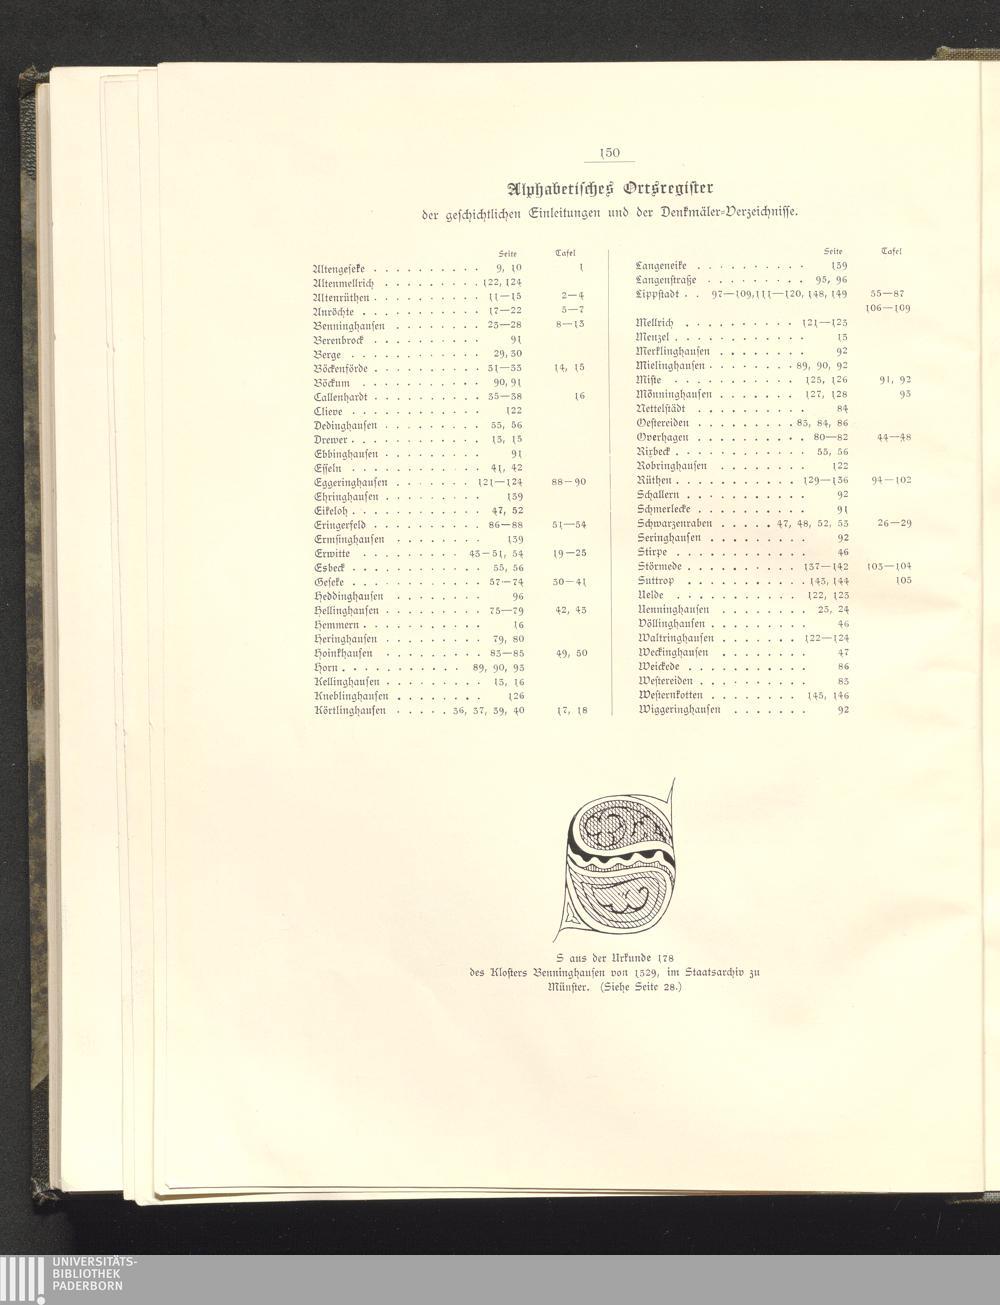 150
Alphabetisches Ortsregister
der geschichtlichen Einleitungen und der Denkmäler-Verzeichnisse.
Seite Tafel
Altengeseke . . . . . . . . . . 9, 10 1
Altenmellrich . . . . . . . . . 122, 124
Altenrüthen . . . . . . . . . . 11—15 2—4
Anröchte . . . . . . . . . . . 17—22 5—7
Benninghausen . . . . . . . . 23—28 8—13
Berenbrock . . . . . . . . . . 91
Berge . . . . . . . . . . . . 29, 30
Böckenförde . . . . . . . . . . 31—33 14, 15
Böckum . . . . . . . . . . . 90, 91
Callenhardt . . . . . . . . . . 35—38 16
Clieve . . . . . . . . . . . . 122
Dedinghausen . . . . . . . . . 55, 56
Drewer . . . . . . . . . . . . 13, 15
Ebbinghausen . . . . . . . . . 91
Esseln . . . . . . . . . . . . 41, 42
Eggeringhausen . . . . . . . . 121—124 88—90
Ehringhausen . . . . . . . . . 139
Eikeloh . . . . . . . . . . . . 47, 52
Eringerfeld . . . . . . . . . . 86—88 51—54
Ermsinghausen . . . . . . . . 139
Erwitte . . . . . . . . . . . 43—51, 54 19—25
Esbeck . . . . . . . . . . . . 55, 56
Geseke . . . . . . . . . . . . 57—74 30—41
Heddinghausen . . . . . . . . 96
Hellinghausen . . . . . . . . . 75—79 42, 43
Hemmern . . . . . . . . . . . 16
Heringhausen . . . . . . . . . 79, 80
Hoinkhausen . . . . . . . . . 83—85 49, 50
Horn . . . . . . . . . . . 89, 90, 93
Kellinghausen . . . . . . . . . 13, 16
Kneblinghausen . . . . . . . . 126
Körtlinghausen . . . . . 36, 37, 39, 40 17, 18
Seite Tafel
Langeneike . . . . . . . . . . 139
Langenstraße . . . . . . . . . 95, 96
Lippstadt . . 97—109, 111—120, 148, 149 55—87
106—109
Mellrich . . . . . . . . . . 121—123
Menzel . . . . . . . . . . . . 13
Merklinghausen . . . . . . . . 92
Mielinghausen . . . . . . . . 89, 90, 92
Miste . . . . . . . . . . . 125, 126 91, 92
Mönninghausen . . . . . . . 127, 128 93
Nettelstädt . . . . . . . . . . 84
Oestereiden . . . . . . . . . 83, 84, 86
Overhagen . . . . . . . . . . 80—82 44—48
Rixbeck . . . . . . . . . . . . 55, 56
Robringhausen . . . . . . . . 122
Rüthen . . . . . . . . . . . 129—136 94—102
Schallern . . . . . . . . . . . 92
Schmerlecke . . . . . . . . . . 91
Schwarzenraben . . . . . 47, 48, 52, 53 26—29
Seringhausen . . . . . . . . . 92
Stirpe . . . . . . . . . . . . 46
Störmede . . . . . . . . . . 137—142 103—104
Suttrop . . . . . . . . . . . 143, 144 105
Uelde . . . . . . . . . . . 122, 123
Uenninghausen . . . . . . . . 23, 24
Völlinghausen . . . . . . . . . 46
Waltringhausen . . . . . . . 122—124
Weckinghausen . . . . . . . . 47
Weickede . . . . . . . . . . . 86
Westereiden . . . . . . . . . . 83
Westernkotten . . . . . . . . 145, 146
Wiggeringhausen . . . . . . . 92
S aus der Urkunde 178
des Klosters Benninghausen von 1329, im Staatsarchiv zu
Münster. (Siehe Seite 28.)
UNIVERSITÄTS-
BIBLIOTHEK
PADERBORN